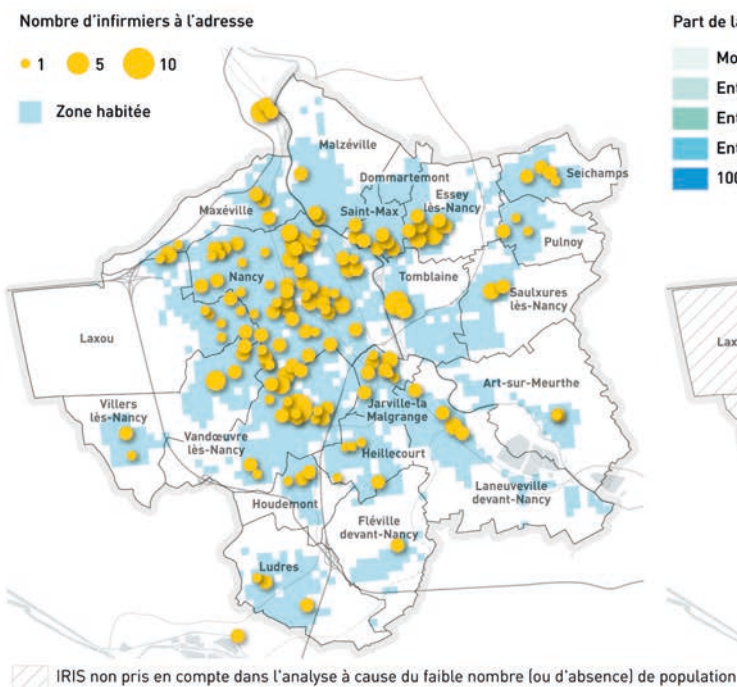 Nombre d'infirmiers à l'adresse
1 5 10
Zone habitée
Part de la
Mo
Ent
Ent
Ent
100
Malzéville
Dommartemont
Seichamps
Essey
lès-Nancy
Maxéville
Saint-Max
Pulnoy
Nancy
Tomblaine
Saulxures
lès-Nancy
Laxou
Lax
Art-sur-Meurthe
Villers
lès-Nancy
Jarville-la
Malgrange
Vandœuvre
lès-Nancy
Heillecourt
Laneuveville
devant-Nancy
Houdemont
Fléville
devant-Nancy
Ludres
IRIS non pris en compte dans l'analyse à cause du faible nombre (ou d'absence) de population